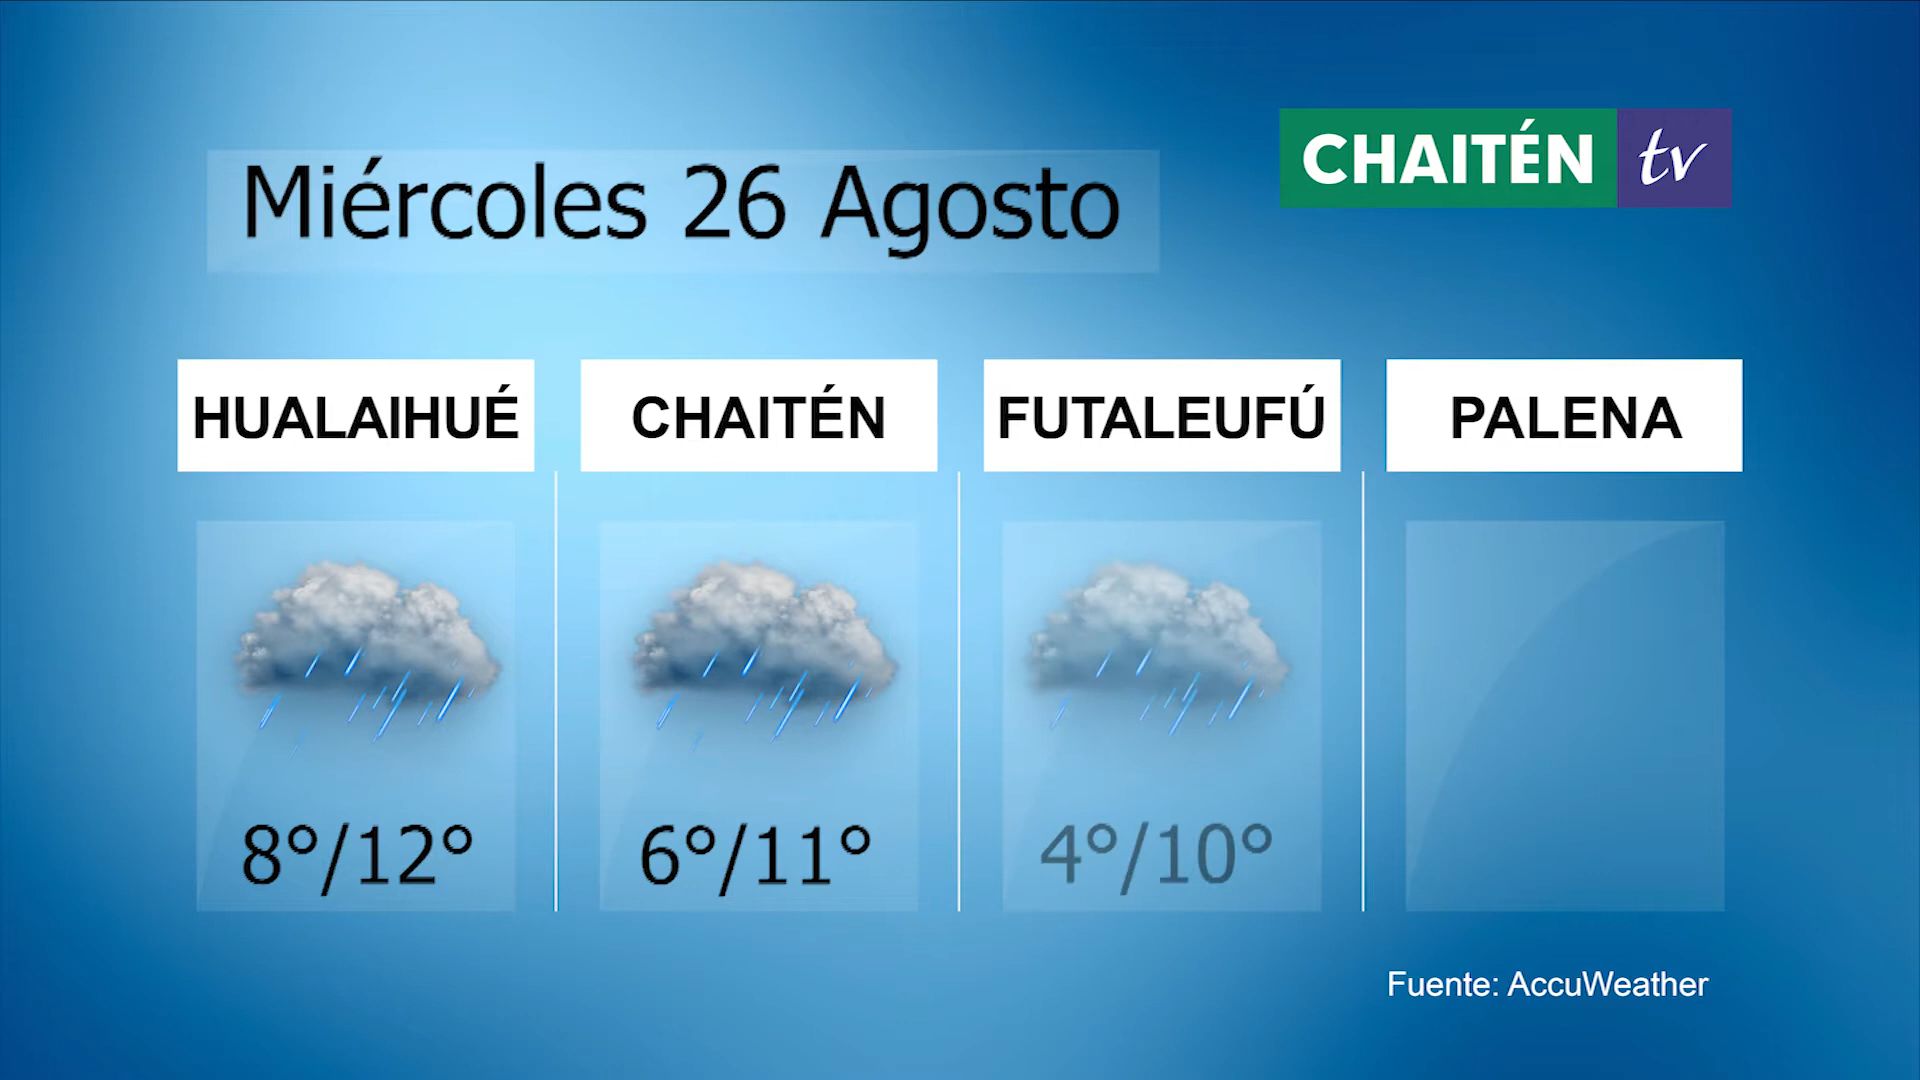 CHAITÉN tv
Miércoles 26 Agosto
HUALAIHUÉ
CHAITÉN
FUTALEUFÚ
PALENA
8°/12°
6°/11°
4°/10°
Fuente: AccuWeather